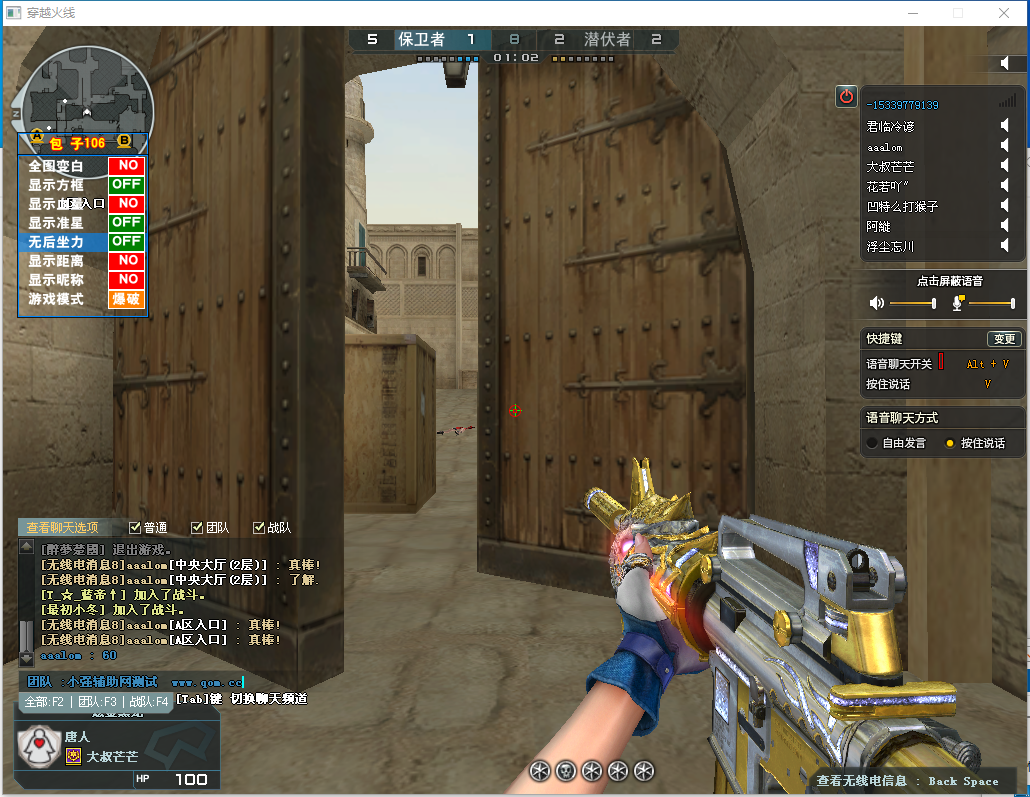 穿越火线
5 保卫者 1 8 2 潜伏者 2
01:02
N
A B
包 子106
全图变白 NO
显示方框 OFF
NO
显示准星 OFF
无后坐力 OFF
显示距离 NO
显示昵称 NO
游戏模式 爆破
-15339779139
君临冷谚
aaalom
大叔芒芒
花若吖"
凹特么打猴子
浮尘忘川
点击屏蔽语音
快捷键 变更
语音聊天开关 Alt + V
按住说话 V
语音聊天方式
自由发言 按住说话
查看聊天选项 普通 团队 战队
[醉夢楚國] 退出游戏。
[无线电消息8]aaalom[中央大厅(2层)] : 真棒!
[无线电消息8]aaalom[中央大厅(2层)] : 了解.
[T_☆_蓝帝↑] 加入了战斗。
[最初小冬] 加入了战斗。
[无线电消息8]aaalom[A区入口] : 真棒!
[无线电消息8]aaalom[A区入口] : 真棒!
aaalom : 60
团队 :小强辅助网测试 www.qom.cc
全部:F2 | 团队:F3 | 战队:F4 [Tab]键 切换聊天频道
唐人
大叔芒芒
HP 100
查看无线电信息 : Back Space